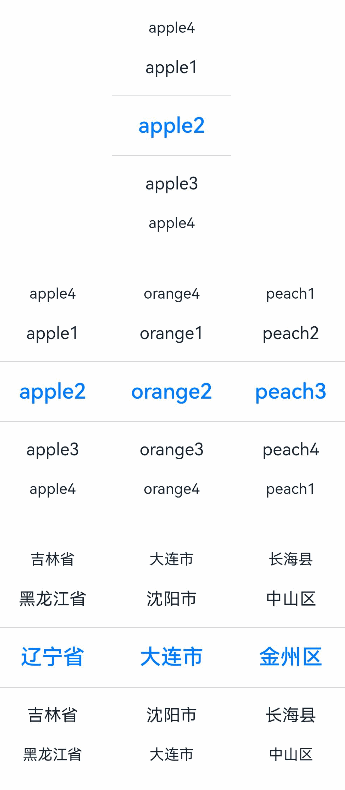 apple4
apple1
apple2
apple3
apple4
apple4 orange4 peach1
apple1 orange1 peach2
apple2 orange2 peach3
apple3 orange3 peach4
apple4 orange4 peach1
吉林省 大连市 长海县
黑龙江省 沈阳市 中山区
辽宁省 大连市 金州区
吉林省 沈阳市 长海县
黑龙江省 大连市 中山区